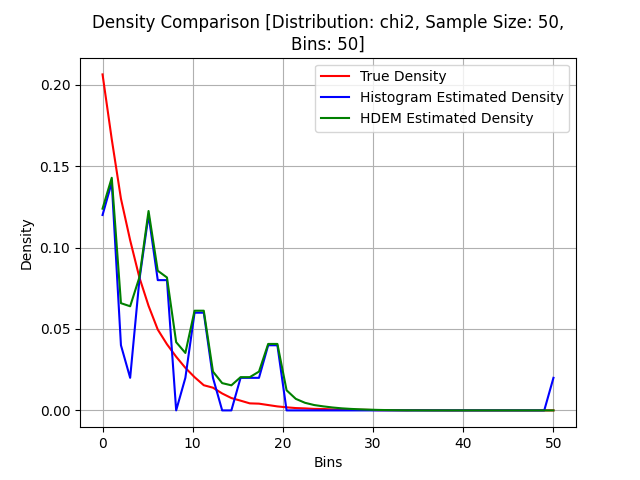 Density Comparison [Distribution: chi2, Sample Size: 50,
Bins: 50]
True Density
Histogram Estimated Density
HDEM Estimated Density
Density
0.20
0.15
0.10
0.05
0.00
0 10 20 30 40 50
Bins